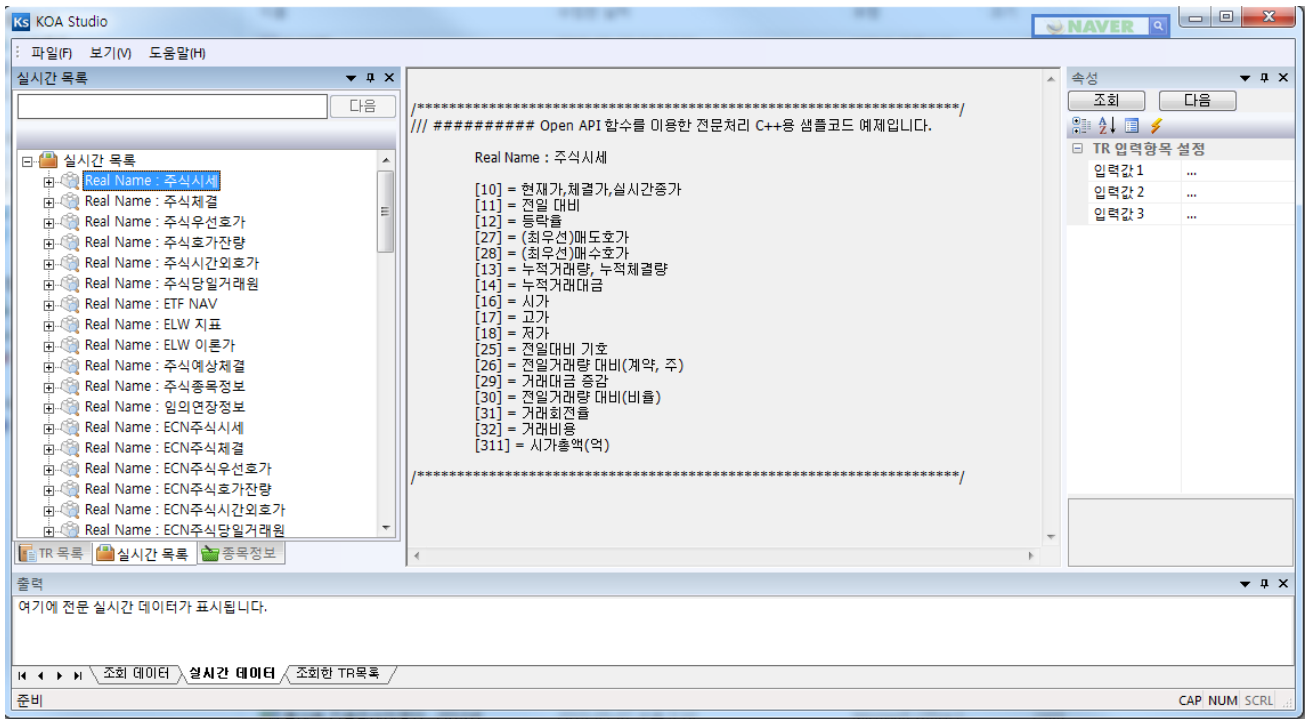 Ks KOA Studio
NAVER
파일(F) 보기(V) 도움말(H)
실시간 목록
다음
실시간 목록
Real Name : 주식시세
Real Name : 주식체결
Real Name : 주식우선호가
Real Name : 주식호가잔량
Real Name : 주식시간외호가
Real Name : 주식당일거래원
Real Name : ETF NAV
Real Name : ELW 지표
Real Name : ELW 이론가
Real Name : 주식예상체결
Real Name : 주식종목정보
Real Name : 임의연장정보
Real Name : ECN주식시세
Real Name : ECN주식체결
Real Name : ECN주식우선호가
Real Name : ECN주식호가잔량
Real Name : ECN주식시간외호가
Real Name : ECN주식당일거래원
TR 목록 실시간 목록 종목정보
/********************************************************************/
/// ########## Open API 함수를 이용한 전문처리 C++용 샘플코드 예제입니다.
Real Name : 주식시세
[10] = 현재가,체결가,실시간종가
[11] = 전일 대비
[12] = 등락율
[27] = (최우선)매도호가
[28] = (최우선)매수호가
[13] = 누적거래량, 누적체결량
[14] = 누적거래대금
[16] = 시가
[17] = 고가
[18] = 저가
[25] = 전일대비 기호
[26] = 전일거래량 대비(계약, 주)
[29] = 거래대금 증감
[30] = 전일거래량 대비(비율)
[31] = 거래회전율
[32] = 거래비용
[311] = 시가총액(억)
/********************************************************************/
속성
조회 다음
TR 입력항목 설정
입력값 1 ...
입력값 2 ...
입력값 3 ...
출력
여기에 전문 실시간 데이터가 표시됩니다.
조회 데이터 실시간 데이터 조회한 TR목록
준비
CAP NUM SCRL